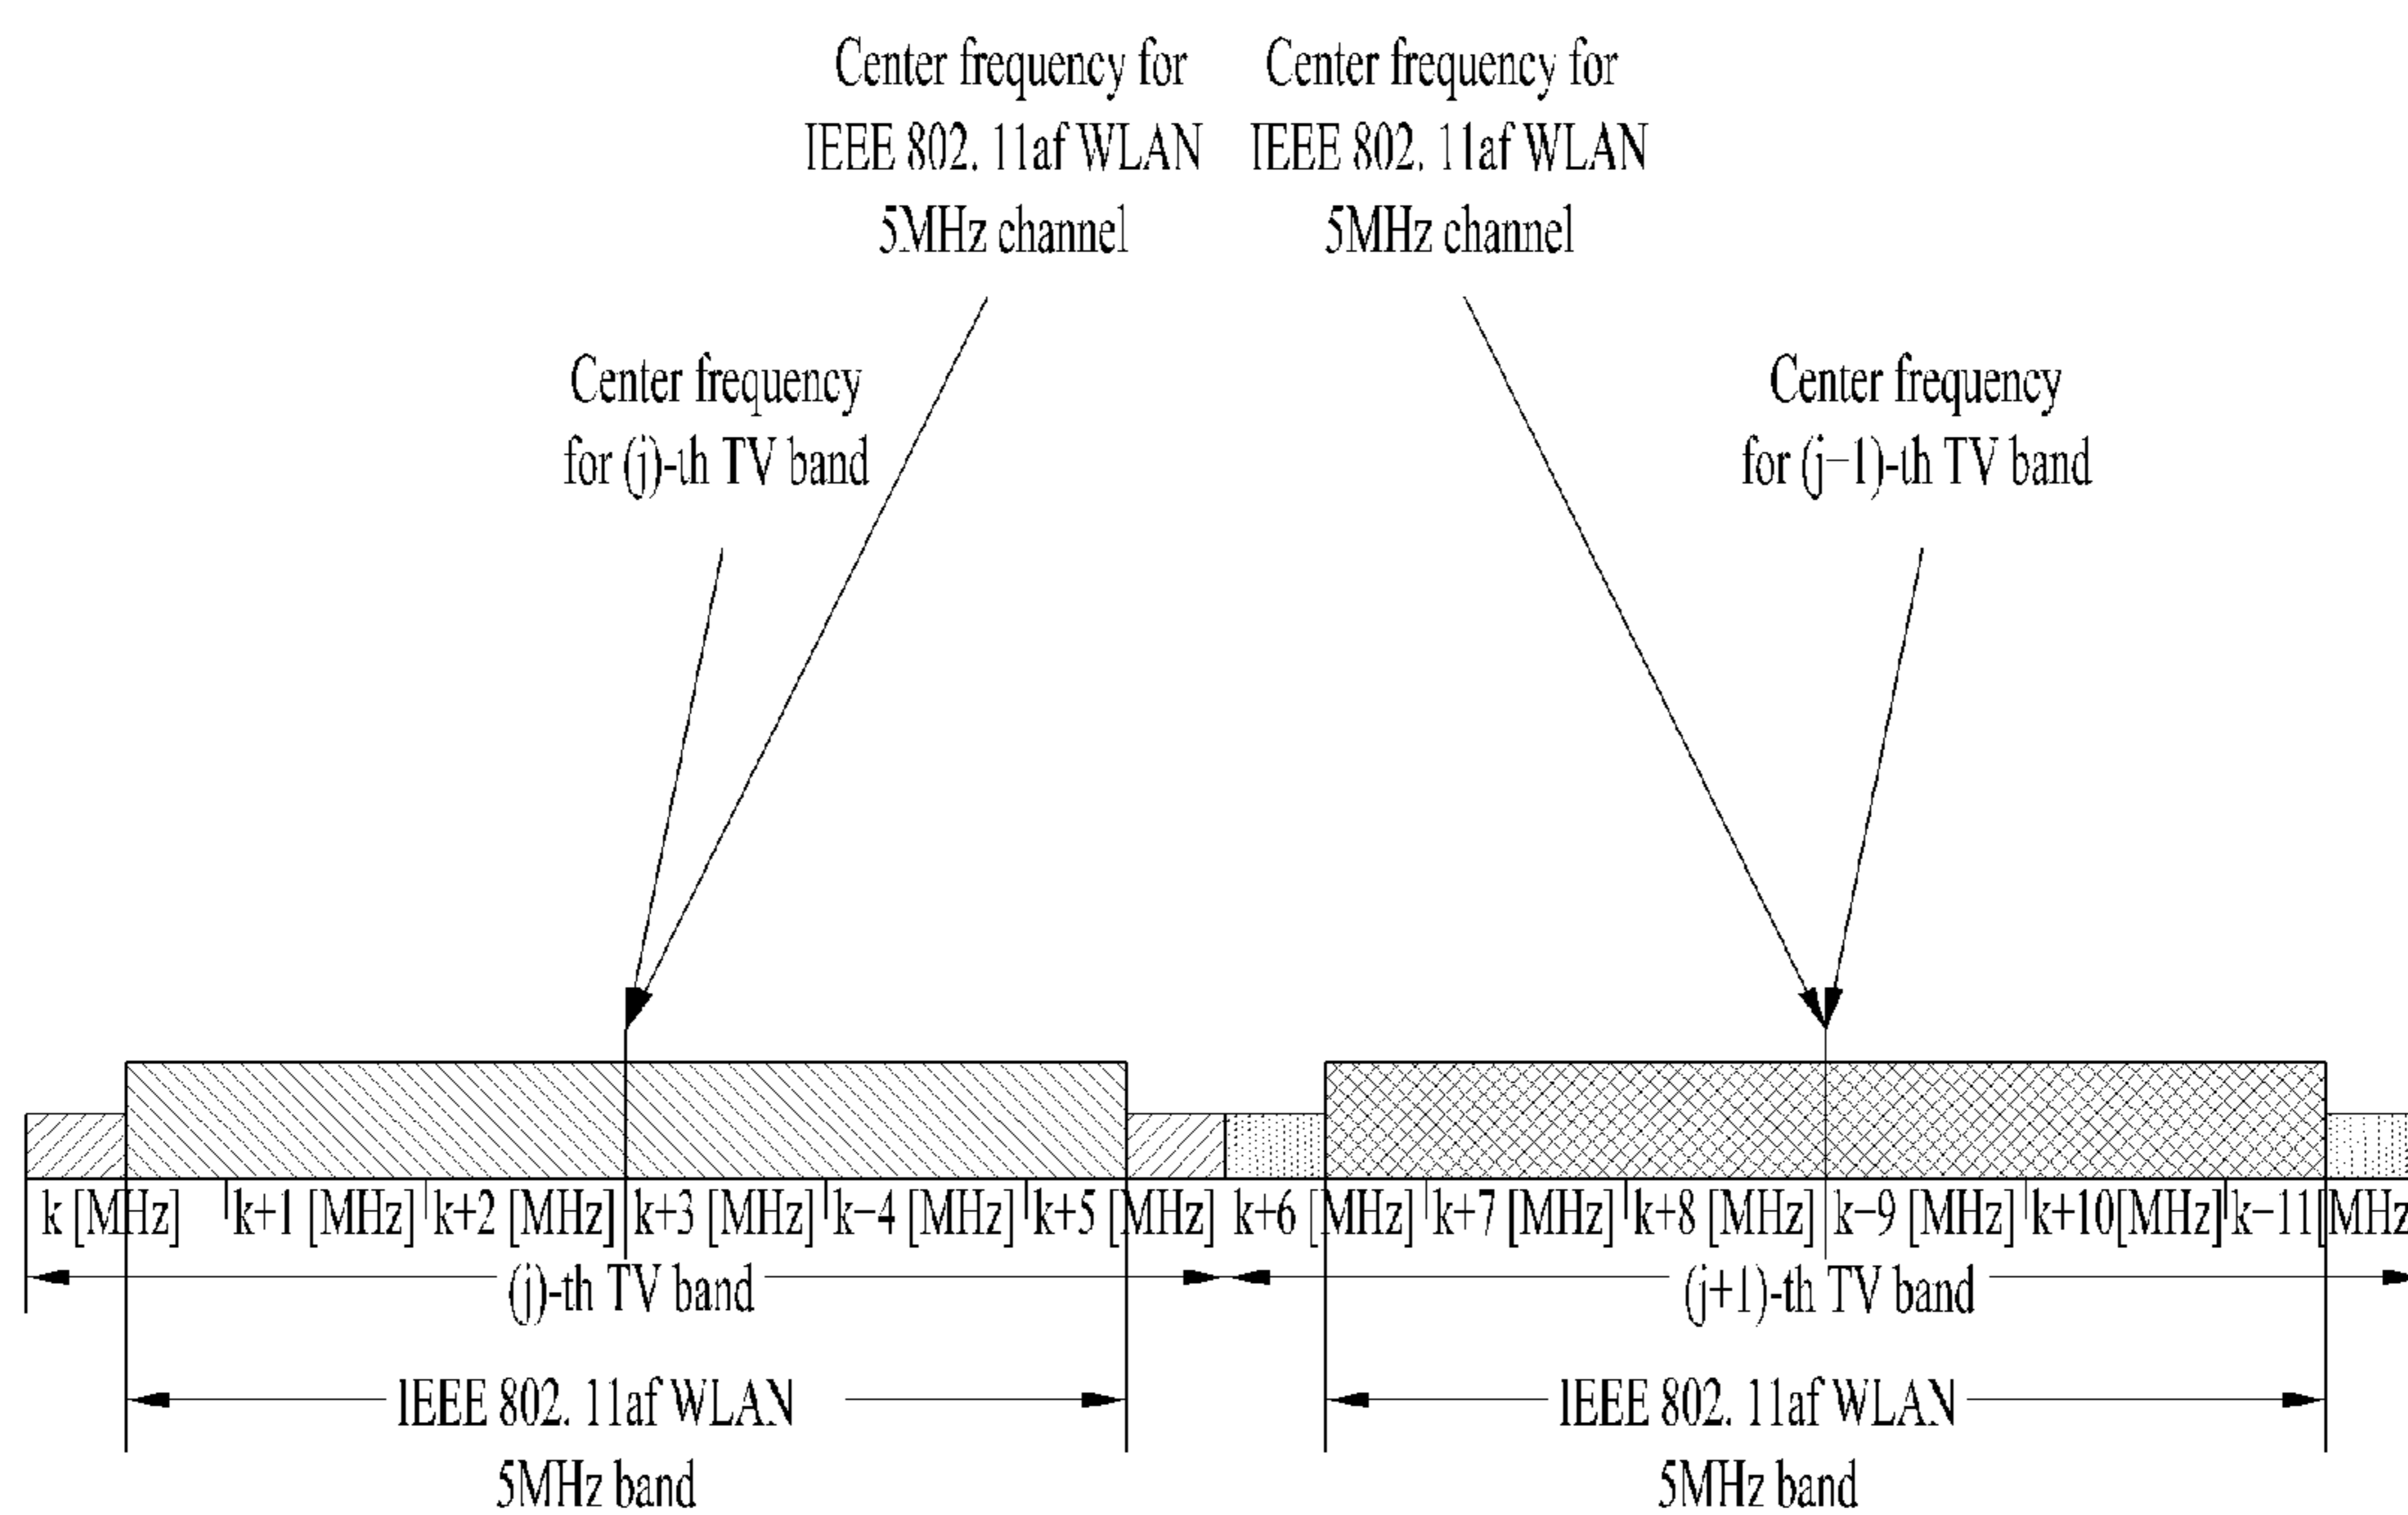 Center frequency for
IEEE 802. 11af WLAN
5MHz channel
Center frequency for
IEEE 802. 11af WLAN
5MHz channel
Center frequency
for (j)-th TV band
Center frequency
for (j−1)-th TV band
k [MHz] k+1 [MHz] k+2 [MHz] k+3 [MHz] k−4 [MHz] k+5 [MHz] k+6 [MHz] k+7 [MHz] k+8 [MHz] k−9 [MHz] k+10[MHz] k−11[MHz
(j)-th TV band
(j+1)-th TV band
IEEE 802. 11af WLAN
5MHz band
IEEE 802. 11af WLAN
5MHz band